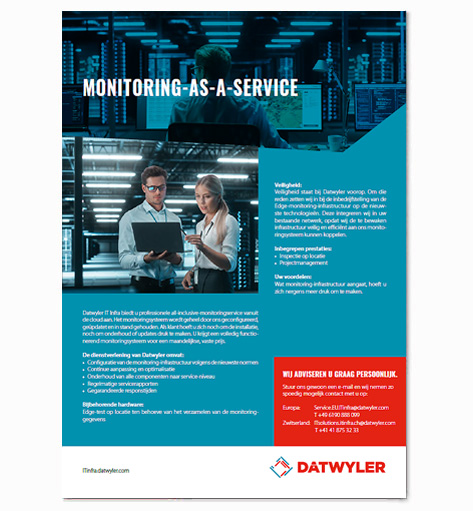 MONITORING-AS-A-SERVICE
Datwyler IT Infra biedt u professionele all-inclusive monitoringservice vanuit
de cloud aan. Het monitoringsysteem wordt geheel door ons geconfigureerd,
geüpdatet en in stand gehouden. Als klant hoeft u zich noch om de installatie,
noch om onderhoud of updates druk te maken. U krijgt een volledig functio-
nerend monitoringsysteem voor een maandelijkse, vaste prijs.
De dienstverlening van Datwyler omvat:
• Configuratie van de monitoring-infrastructuur volgens de nieuwste normen
• Continue aanpassing en optimalisatie
• Onderhoud van alle componenten naar service niveau
• Regelmatige servicerapporten
• Gegarandeerde responstijden
Bijbehorende hardware:
Edge-test op locatie ten behoeve van het verzamelen van de monitoring-
gegevens
Veiligheid:
Veiligheid staat bij Datwyler voorop. Om die
reden zetten wij in bij de inbedrijfstelling van de
Edge monitoring-infrastructuur op de nieuw-
ste technologieën. Deze integreren wij in uw
bestaande netwerk, opdat wij de te bewaken
infrastructuur veilig en efficiënt aan ons monito-
ringsysteem kunnen koppelen.
Inbegrepen prestaties:
• Inspectie op locatie
• Projectmanagement
Uw voordelen:
Wat monitoring-infrastructuur aangaat, hoeft u
zich nergens meer druk om te maken.
WIJ ADVISEREN U GRAAG PERSOONLIJK.
Stuur ons gewoon een e-mail en wij nemen zo
spoedig mogelijk contact met u op:
Europa: Service.EU.ITinfra@datwyler.com
T +49 6190 888 099
Zwitserland: ITsolutions.itinfra.ch@datwyler.com
T +41 41 875 32 33
ITinfra.datwyler.com
DATWYLER